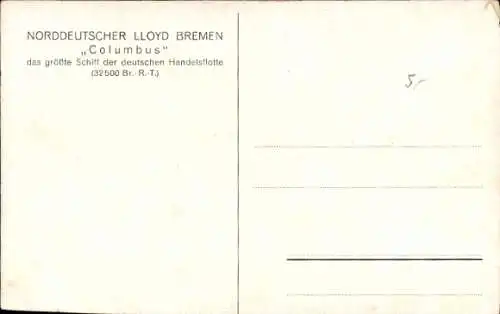 NORDDEUTSCHER LLOYD BREMEN
„Columbus“
das größte Schiff der deutschen Handelsflotte
(32500 Br.-R.-T.)
5,-